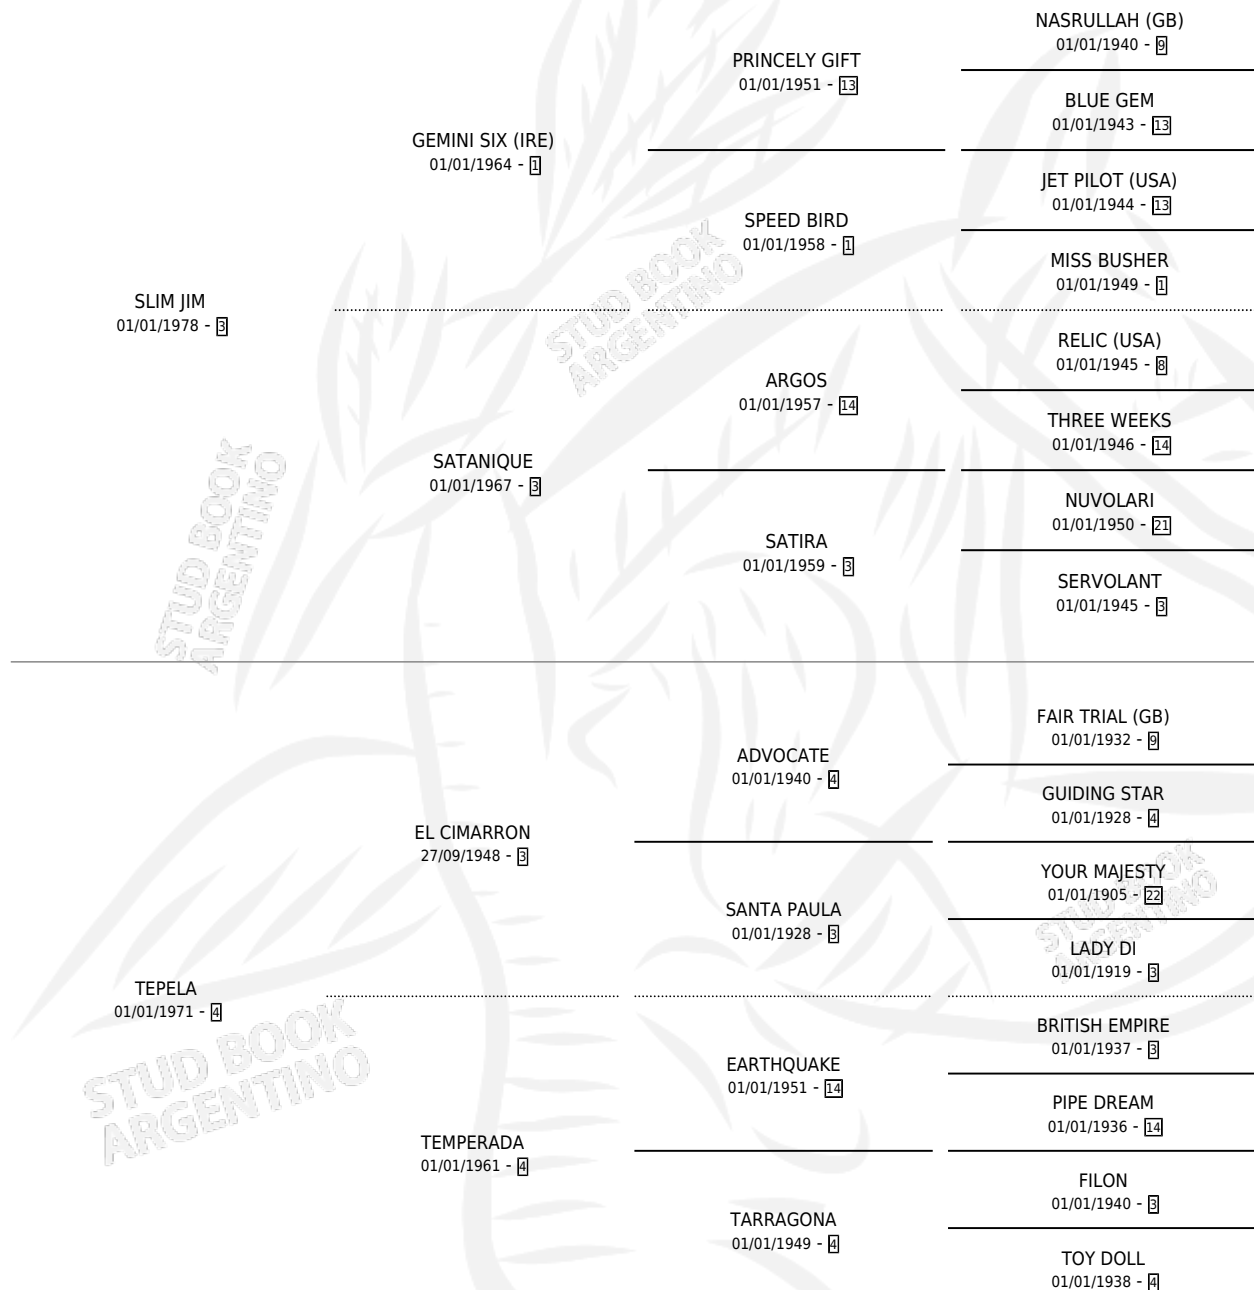 NASRULLAH (GB)
01/01/1940 - 9
PRINCELY GIFT
01/01/1951 - 13
BLUE GEM
01/01/1943 - 13
GEMINI SIX (IRE)
01/01/1964 - 1
JET PILOT (USA)
01/01/1944 - 13
SPEED BIRD
01/01/1958 - 1
MISS BUSHER
01/01/1949 - 1
SLIM JIM
01/01/1978 - 3
RELIC (USA)
01/01/1945 - 8
ARGOS
01/01/1957 - 14
THREE WEEKS
01/01/1946 - 14
SATANIQUE
01/01/1967 - 3
NUVOLARI
01/01/1950 - 21
SATIRA
01/01/1959 - 3
SERVOLANT
01/01/1945 - 3
FAIR TRIAL (GB)
01/01/1932 - 9
ADVOCATE
01/01/1940 - 4
GUIDING STAR
01/01/1928 - 4
EL CIMARRON
27/09/1948 - 3
YOUR MAJESTY
01/01/1905 - 22
SANTA PAULA
01/01/1928 - 3
LADY DI
01/01/1919 - 3
TEPELA
01/01/1971 - 4
BRITISH EMPIRE
01/01/1937 - 3
EARTHQUAKE
01/01/1951 - 14
PIPE DREAM
01/01/1936 - 14
TEMPERADA
01/01/1961 - 4
FILON
01/01/1940 - 3
TARRAGONA
01/01/1949 - 4
TOY DOLL
01/01/1938 - 4
STUD BOOK
ARGENTINO
STUD BOOK
ARGENTINO
STUD BOOK
ARGENTINO
STUD BOOK
ARGENTINO